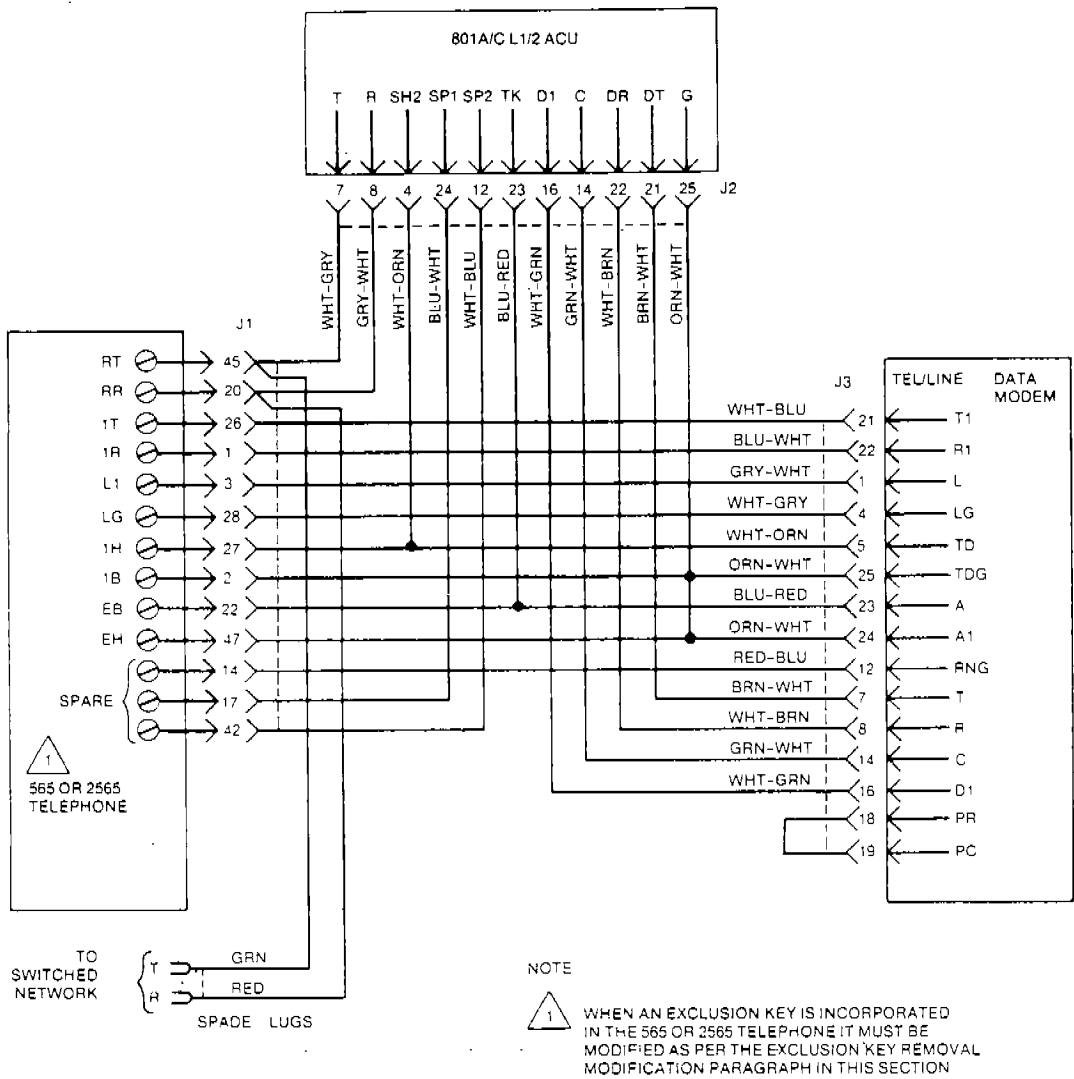 801A/C L1/2 ACU
T R SH2 SP1 SP2 TK D1 C DR DT G
7 8 4 24 12 23 16 14 22 21 25 J2
WHT-GRY
GRY-WHT
WHT-ORN
BLU-WHT
WHT-BLU
BLU-RED
WHT-GRN
GRN-WHT
WHT-BRN
BRN-WHT
ORN-WHT
J1
RT 45
RR 20
1T 26
1R 1
L1 3
LG 28
1H 27
1B 2
EB 22
EH 47
14
SPARE 17
42
1
565 OR 2565
TELEPHONE
J3 TEL/LINE DATA
MODEM
WHT-BLU 21 T1
BLU-WHT 22 R1
GRY-WHT 1 L
WHT-GRY 4 LG
WHT-ORN 5 TD
ORN-WHT 25 TDG
BLU-RED 23 A
ORN-WHT 24 A1
RED-BLU 12 RNG
BRN-WHT 7 T
WHT-BRN 8 R
GRN-WHT 14 C
WHT-GRN 16 D1
18 PR
19 PC
TO
SWITCHED
NETWORK
T GRN
R RED
SPADE LUGS
NOTE
1 WHEN AN EXCLUSION KEY IS INCORPORATED
IN THE 565 OR 2565 TELEPHONE IT MUST BE
MODIFIED AS PER THE EXCLUSION KEY REMOVAL
MODIFICATION PARAGRAPH IN THIS SECTION